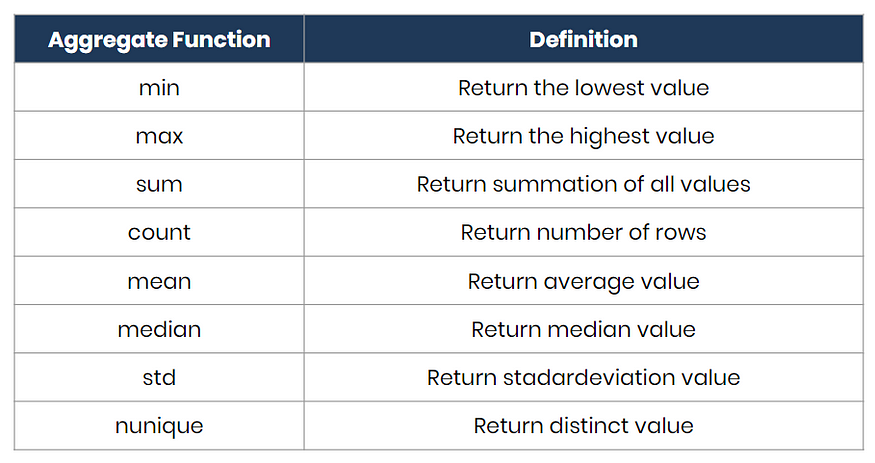 Aggregate Function Definition
min Return the lowest value
max Return the highest value
sum Return summation of all values
count Return number of rows
mean Return average value
median Return median value
std Return stadardeviation value
nunique Return distinct value